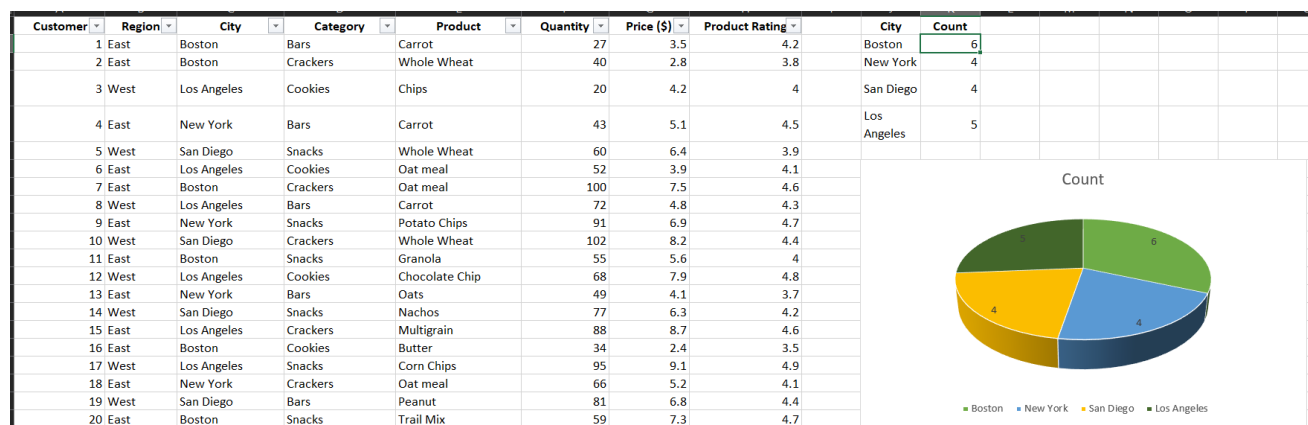 Customer Region City Category Product Quantity Price ($) Product Rating City Count
1 East Boston Bars Carrot 27 3.5 4.2 Boston 6
2 East Boston Crackers Whole Wheat 40 2.8 3.8 New York 4
3 West Los Angeles Cookies Chips 20 4.2 4 San Diego 4
4 East New York Bars Carrot 43 5.1 4.5 Los Angeles 5
5 West San Diego Snacks Whole Wheat 60 6.4 3.9
6 East Los Angeles Cookies Oat meal 52 3.9 4.1
7 East Boston Crackers Oat meal 100 7.5 4.6
8 West Los Angeles Bars Carrot 72 4.8 4.3
9 East New York Snacks Potato Chips 91 6.9 4.7
10 West San Diego Crackers Whole Wheat 102 8.2 4.4
11 East Boston Snacks Granola 55 5.6 4
12 West Los Angeles Cookies Chocolate Chip 68 7.9 4.8
13 East New York Bars Oats 49 4.1 3.7
14 West San Diego Snacks Nachos 77 6.3 4.2
15 East Los Angeles Crackers Multigrain 88 8.7 4.6
16 East Boston Cookies Butter 34 2.4 3.5
17 West Los Angeles Snacks Corn Chips 95 9.1 4.9
18 East New York Crackers Oat meal 66 5.2 4.1
19 West San Diego Bars Peanut 81 6.8 4.4
20 East Boston Snacks Trail Mix 59 7.3 4.7
Count
5 6
4 4
Boston New York San Diego Los Angeles